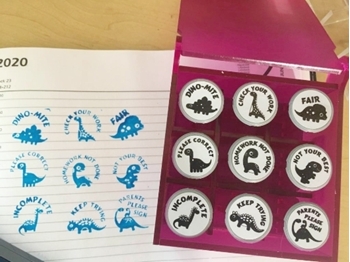 2020
DINO-MITE
CHECK YOUR WORK
FAIR
PLEASE CORRECT
HOMEWORK NOT DONE
NOT YOUR BEST
INCOMPLETE
KEEP TRYING
PARENTS
PLEASE
SIGN
DINO-MITE
CHECK YOUR WORK
FAIR
PLEASE CORRECT
HOMEWORK NOT DONE
NOT YOUR BEST
INCOMPLETE
KEEP TRYING
PARENTS
PLEASE
SIGN